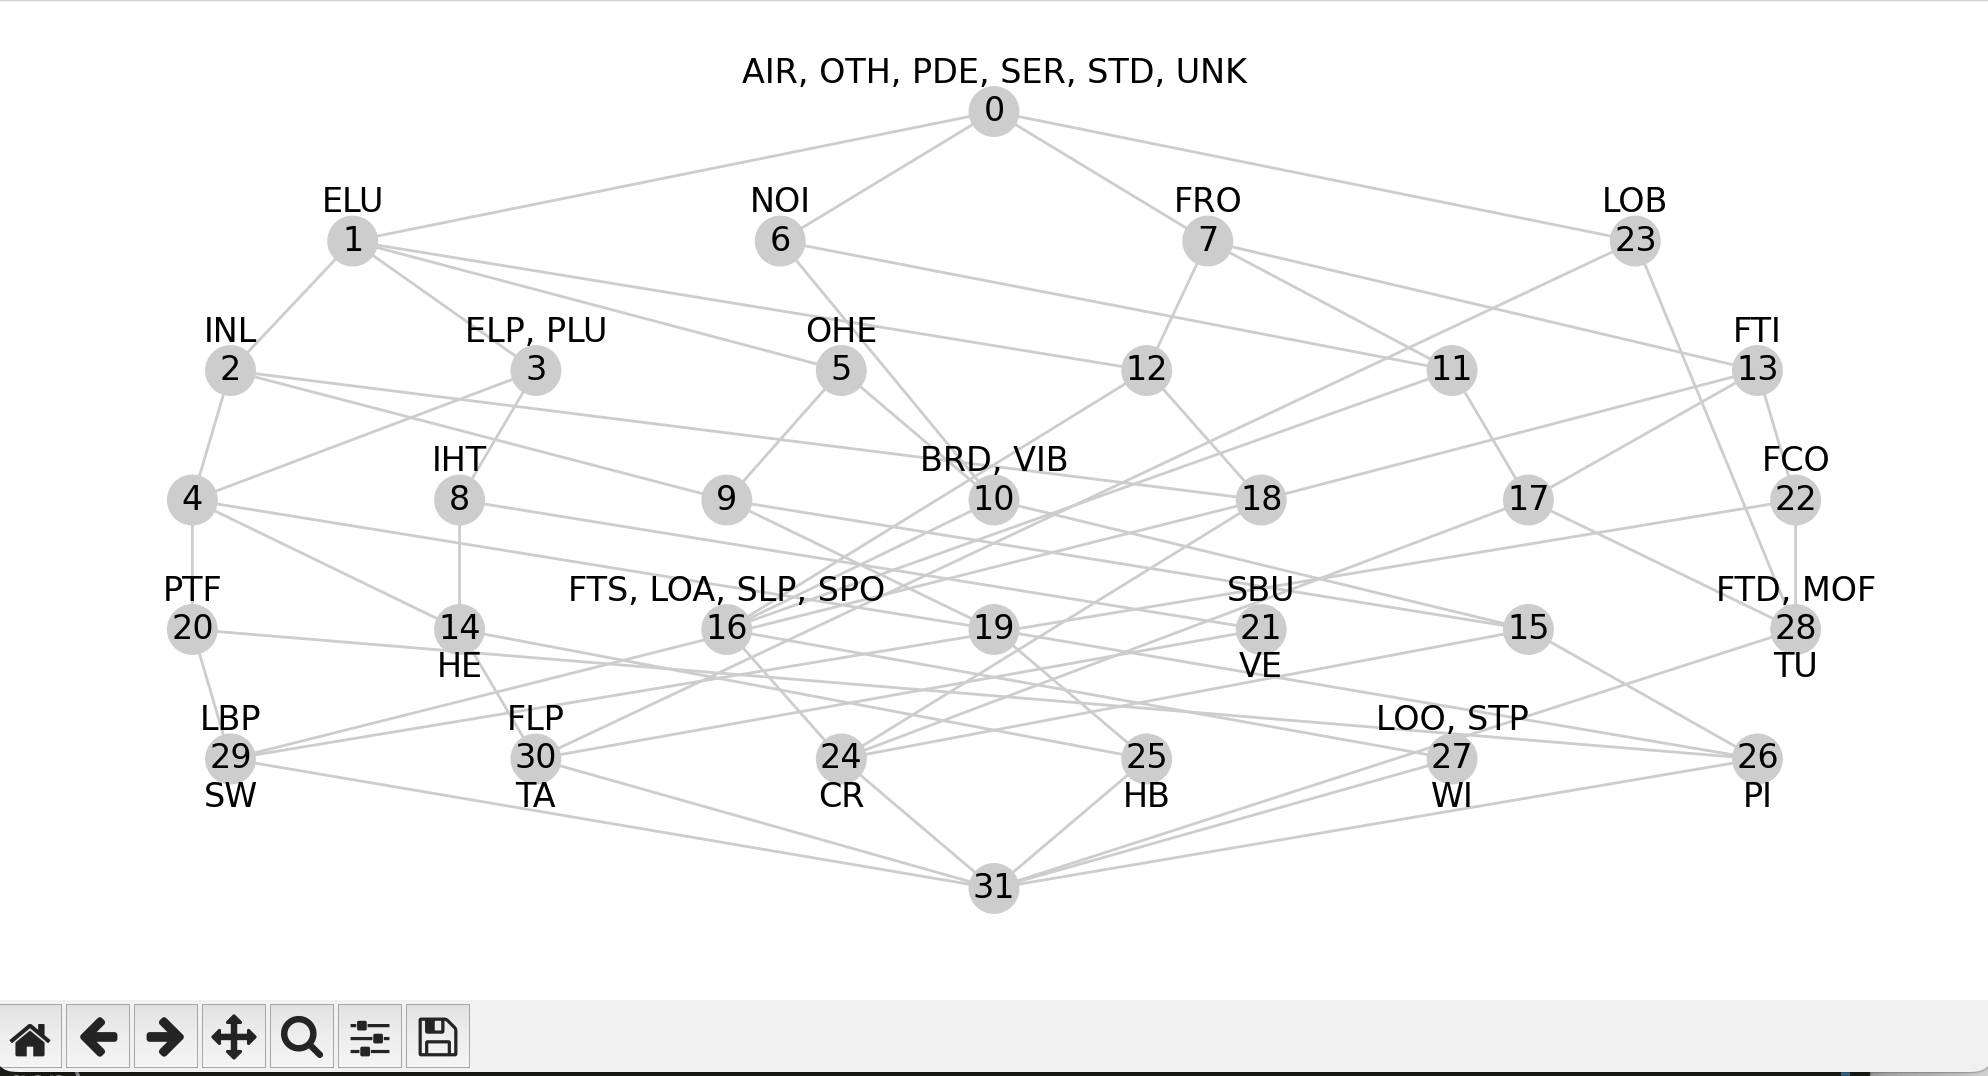 AIR, OTH, PDE, SER, STD, UNK
0
ELU NOI FRO LOB
1 6 7 23
INL ELP, PLU OHE FTI
2 3 5 12 11 13
IHT BRD, VIB FCO
4 8 9 10 18 17 22
PTF FTS, LOA, SLP, SPO SBU FTD, MOF
20 14 16 19 21 15 28
HE VE TU
LBP FLP LOO, STP
29 30 24 25 27 26
SW TA CR HB WI PI
31